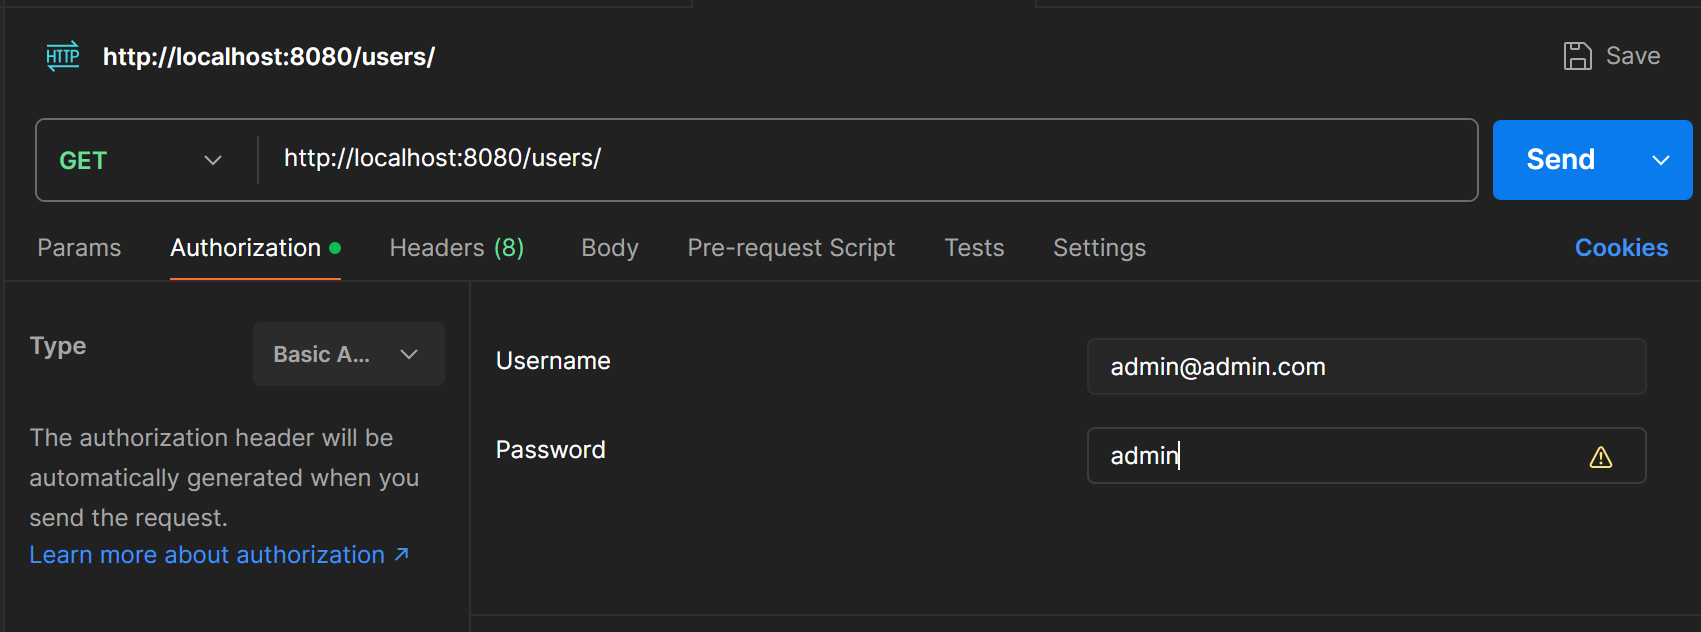 HTTP http://localhost:8080/users/ Save
GET http://localhost:8080/users/ Send
Params Authorization Headers (8) Body Pre-request Script Tests Settings Cookies
Type Basic A...
The authorization header will be
automatically generated when you
send the request.
Learn more about authorization ↗
Username admin@admin.com
Password admin